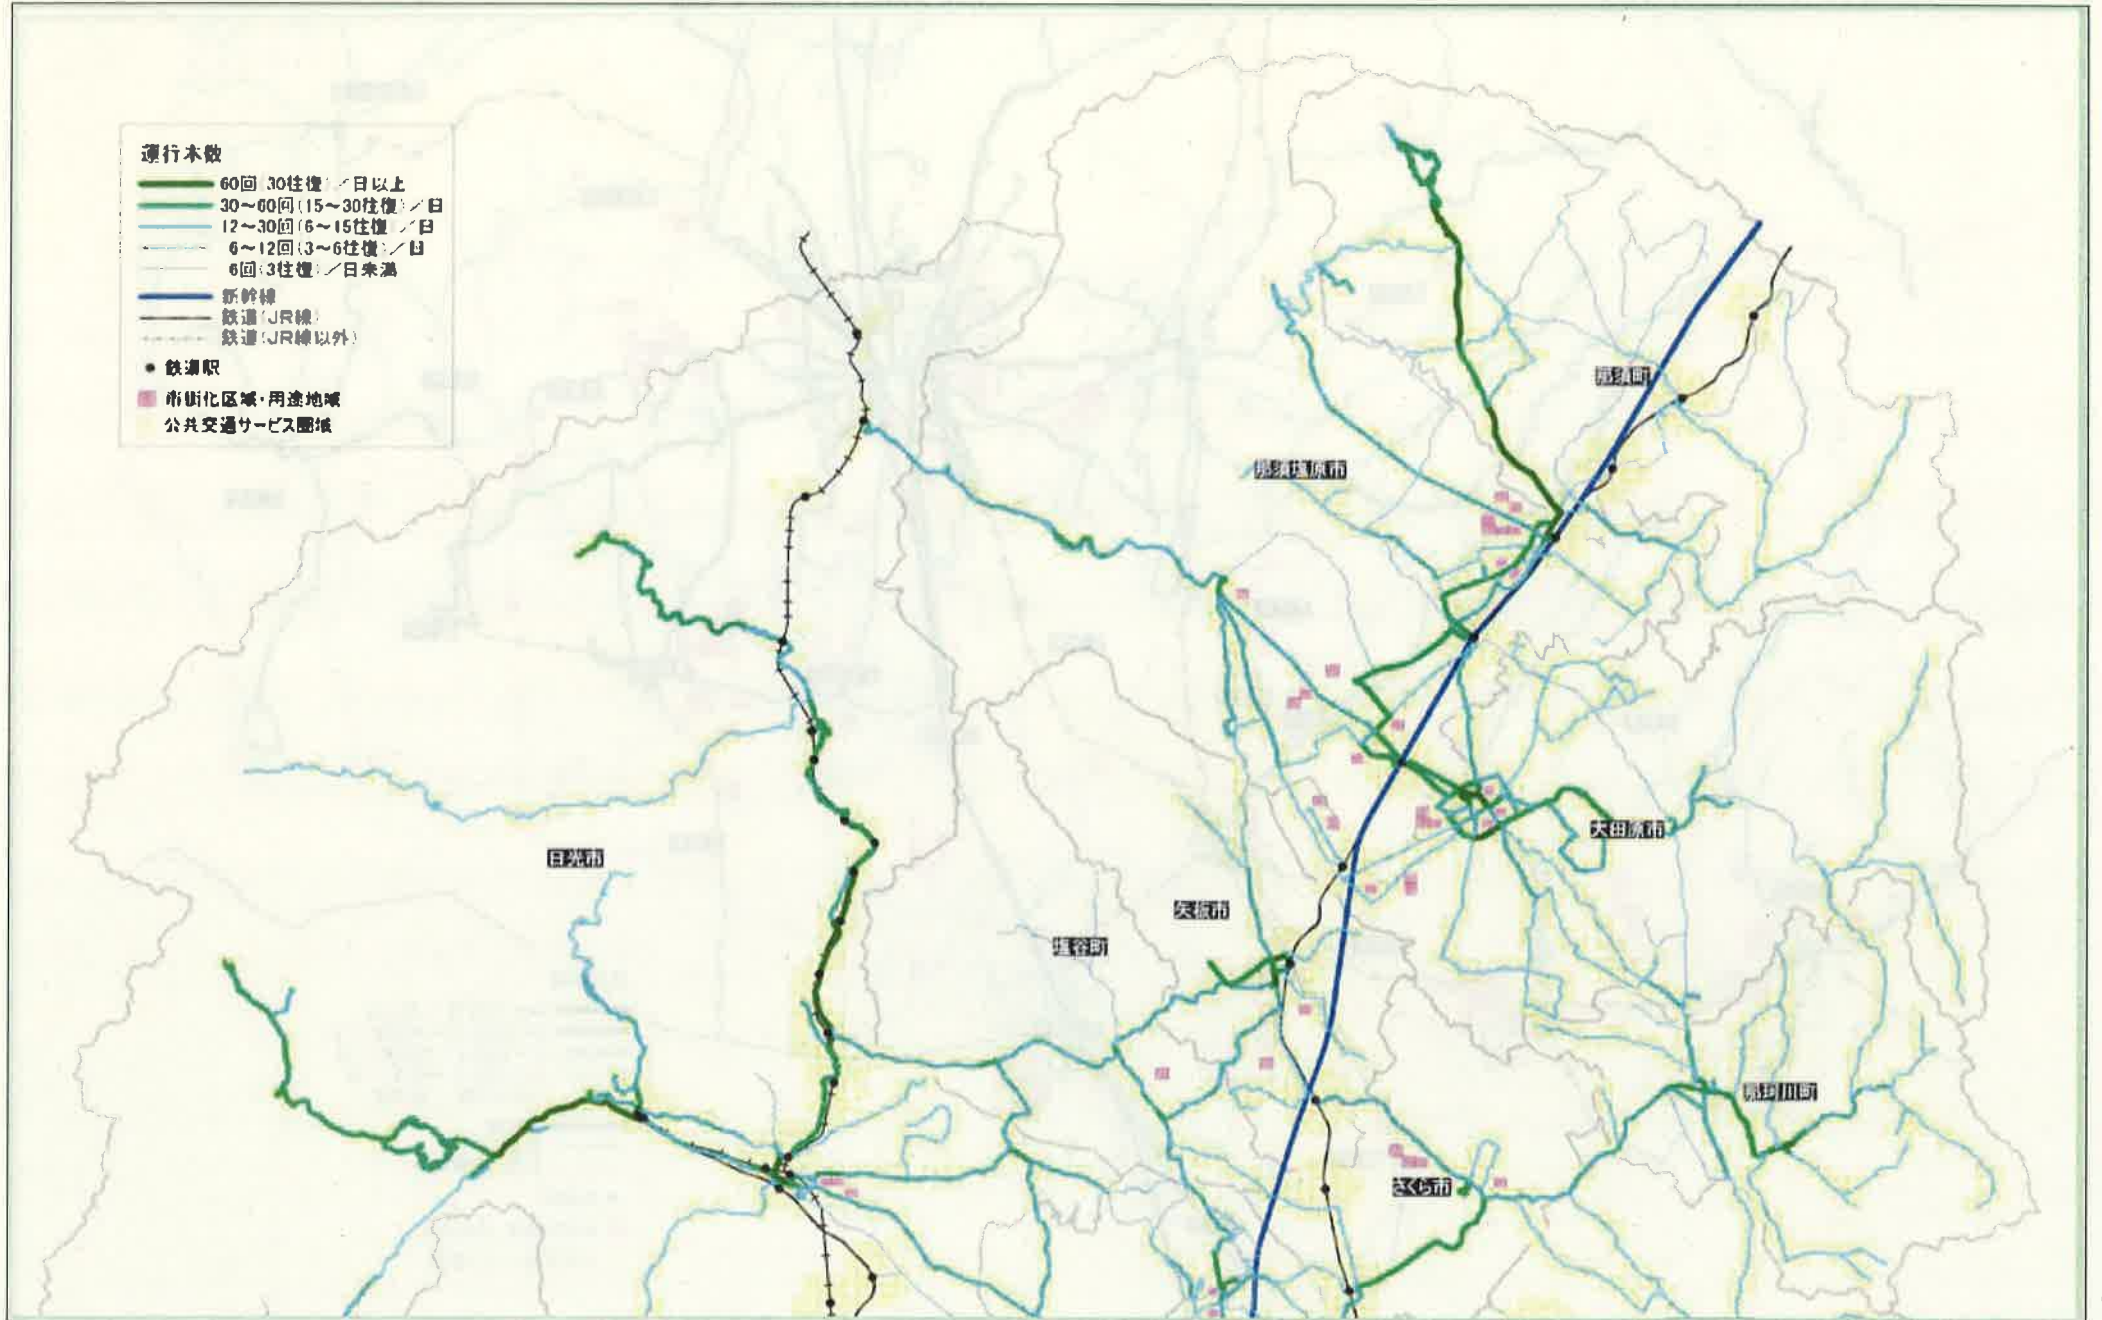 運行本数
60回(30往復)/日以上
30～60回(15～30往復)/日
12～30回(6～15往復)/日
6～12回(3～6往復)/日
6回(3往復)/日未満
新幹線
鉄道(JR線)
鉄道(JR線以外)
鉄道駅
市街化区域・用途地域
公共交通サービス圏域
那須町
那須塩原市
大田原市
日光市
矢板市
塩谷町
那珂川町
さくら市